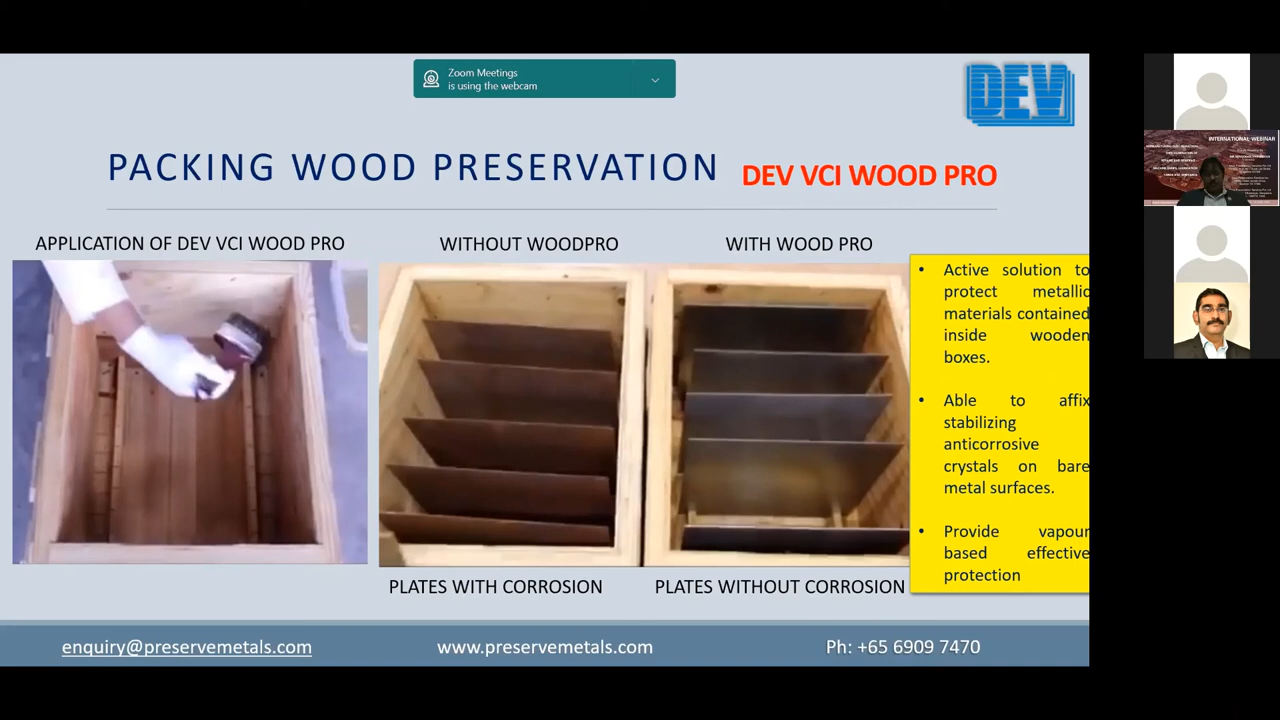 Zoom Meetings
is using the webcam
DEV
PACKING WOOD PRESERVATION
DEV VCI WOOD PRO
APPLICATION OF DEV VCI WOOD PRO
WITHOUT WOODPRO
WITH WOOD PRO
• Active solution to
protect metallic
materials contained
inside wooden
boxes.
• Able to affix
stabilizing
anticorrosive
crystals on bare
metal surfaces.
• Provide vapour
based effective
protection
PLATES WITH CORROSION
PLATES WITHOUT CORROSION
enquiry@preservemetals.com
www.preservemetals.com
Ph: +65 6909 7470
INTERNATIONAL WEBINAR